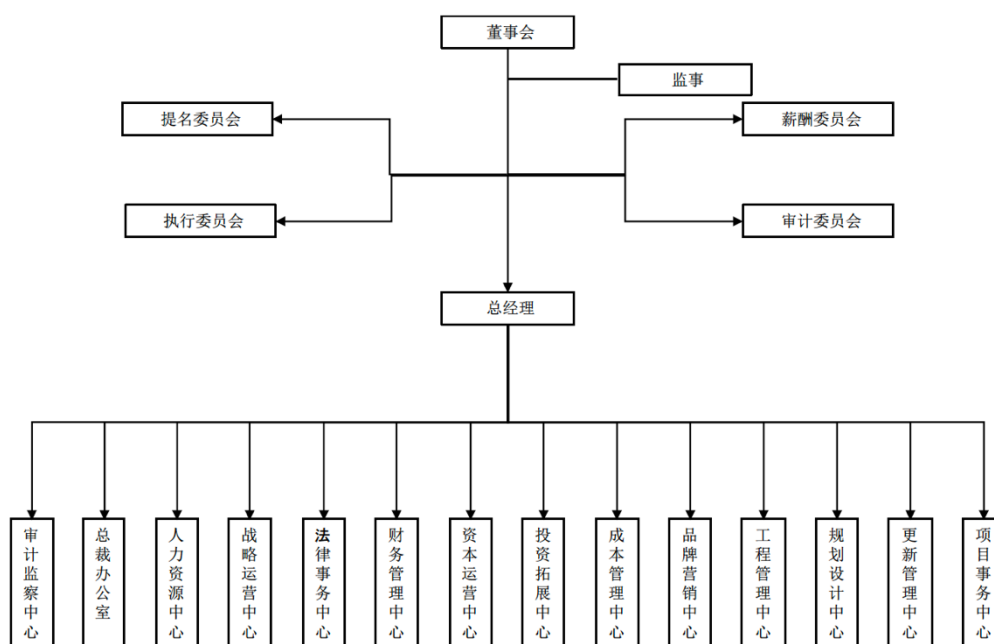 董事会
监事
提名委员会
薪酬委员会
执行委员会
审计委员会
总经理
审计监察中心
总裁办公室
人力资源中心
战略运营中心
法律事务中心
财务管理中心
资本运营中心
投资拓展中心
成本管理中心
品牌营销中心
工程管理中心
规划设计中心
更新管理中心
项目事务中心